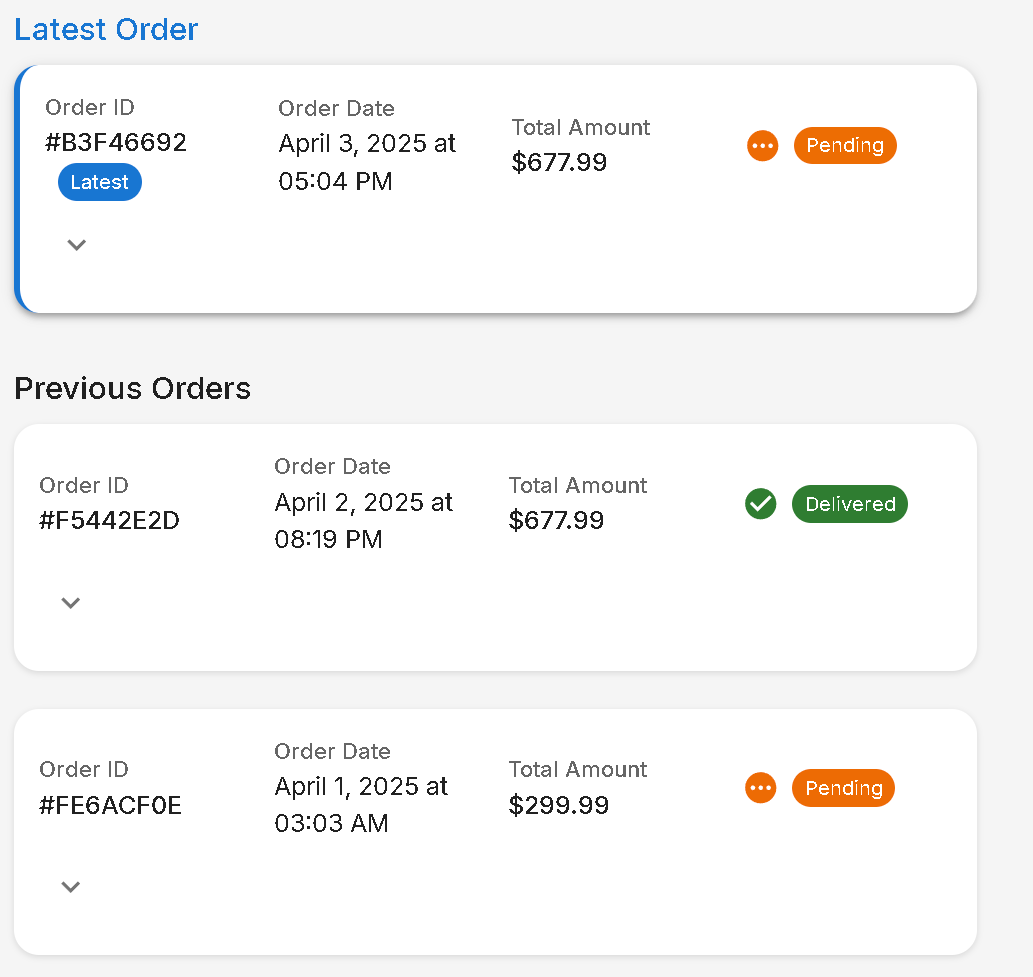 Latest Order
Order ID
#B3F46692
Latest
Order Date
April 3, 2025 at
05:04 PM
Total Amount
$677.99
Pending
Previous Orders
Order ID
#F5442E2D
Order Date
April 2, 2025 at
08:19 PM
Total Amount
$677.99
Delivered
Order ID
#FE6ACF0E
Order Date
April 1, 2025 at
03:03 AM
Total Amount
$299.99
Pending